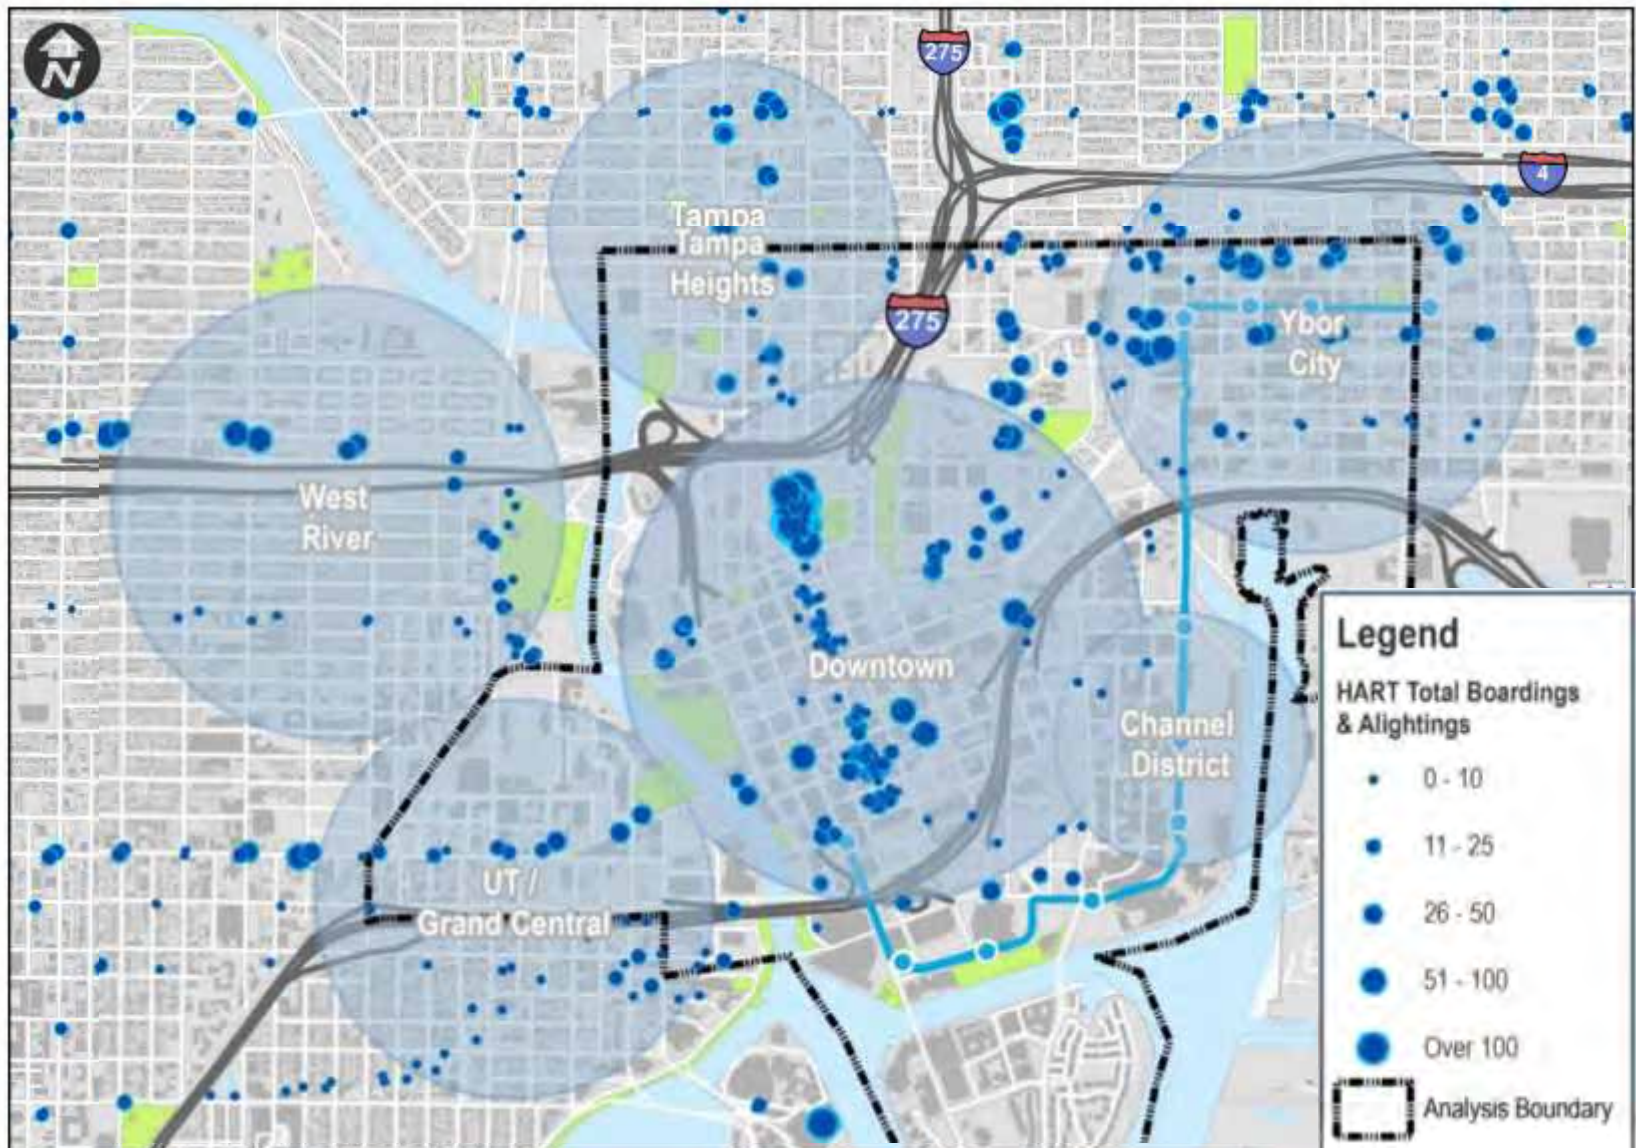 N
275
4
Tampa
Tampa
Heights
275
Ybor
City
West
River
Downtown
Channel
District
UT /
Grand Central
Legend
HART Total Boardings
& Alightings
0 - 10
11 - 25
26 - 50
51 - 100
Over 100
Analysis Boundary